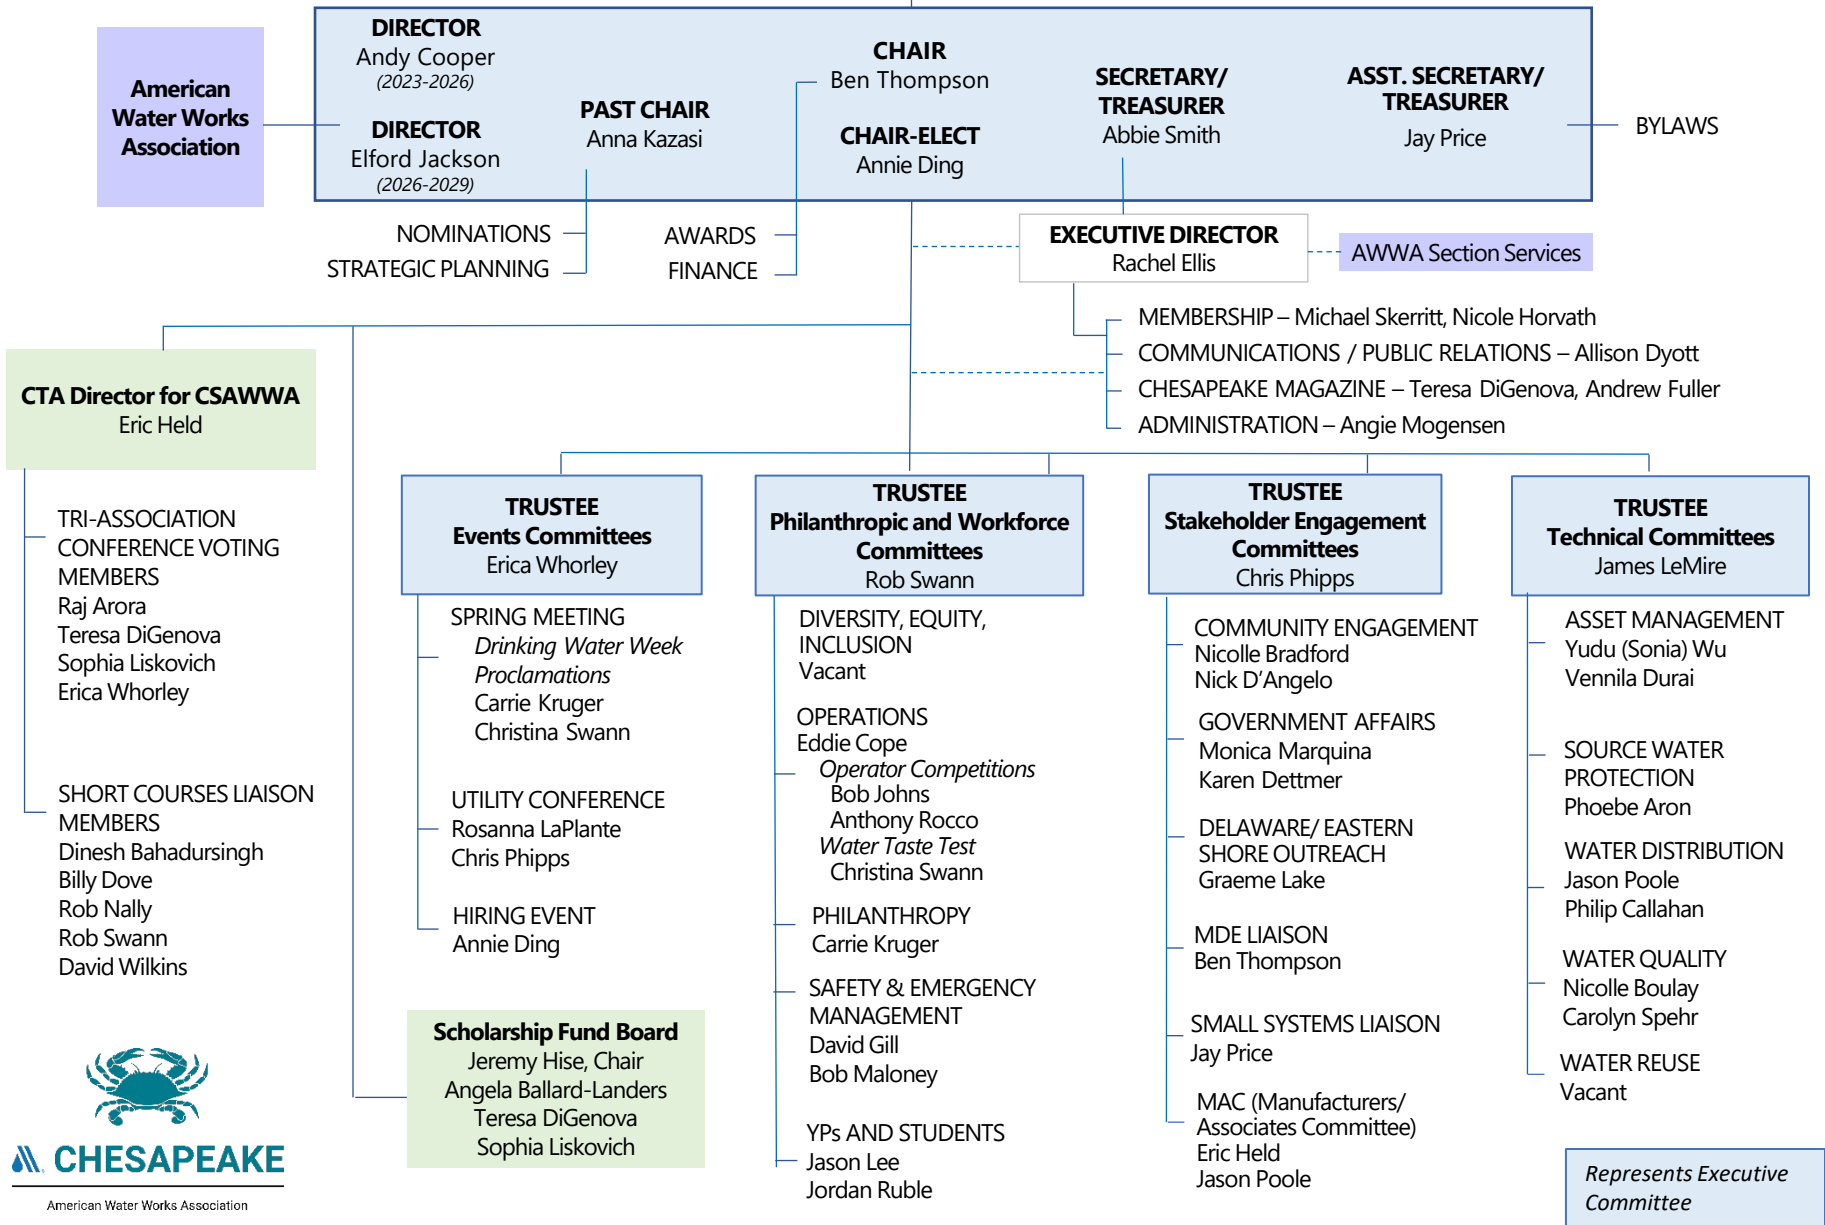 American
Water Works
Association
DIRECTOR
Andy Cooper
(2023-2026)
DIRECTOR
Elford Jackson
(2026-2029)
PAST CHAIR
Anna Kazasi
CHAIR
Ben Thompson
CHAIR-ELECT
Annie Ding
SECRETARY/
TREASURER
Abbie Smith
ASST. SECRETARY/
TREASURER
Jay Price
BYLAWS
NOMINATIONS
STRATEGIC PLANNING
AWARDS
FINANCE
EXECUTIVE DIRECTOR
Rachel Ellis
AWWA Section Services
MEMBERSHIP – Michael Skerritt, Nicole Horvath
COMMUNICATIONS / PUBLIC RELATIONS – Allison Dyott
CHESAPEAKE MAGAZINE – Teresa DiGenova, Andrew Fuller
ADMINISTRATION – Angie Mogensen
CTA Director for CSAWWA
Eric Held
TRI-ASSOCIATION
CONFERENCE VOTING
MEMBERS
Raj Arora
Teresa DiGenova
Sophia Liskovich
Erica Whorley
SHORT COURSES LIAISON
MEMBERS
Dinesh Bahadursingh
Billy Dove
Rob Nally
Rob Swann
David Wilkins
TRUSTEE
Events Committees
Erica Whorley
SPRING MEETING
Drinking Water Week
Proclamations
Carrie Kruger
Christina Swann
UTILITY CONFERENCE
Rosanna LaPlante
Chris Phipps
HIRING EVENT
Annie Ding
Scholarship Fund Board
Jeremy Hise, Chair
Angela Ballard-Landers
Teresa DiGenova
Sophia Liskovich
TRUSTEE
Philanthropic and Workforce
Committees
Rob Swann
DIVERSITY, EQUITY,
INCLUSION
Vacant
OPERATIONS
Eddie Cope
Operator Competitions
Bob Johns
Anthony Rocco
Water Taste Test
Christina Swann
PHILANTHROPY
Carrie Kruger
SAFETY & EMERGENCY
MANAGEMENT
David Gill
Bob Maloney
YPs AND STUDENTS
Jason Lee
Jordan Ruble
TRUSTEE
Stakeholder Engagement
Committees
Chris Phipps
COMMUNITY ENGAGEMENT
Nicolle Bradford
Nick D'Angelo
GOVERNMENT AFFAIRS
Monica Marquina
Karen Dettmer
DELAWARE/ EASTERN
SHORE OUTREACH
Graeme Lake
MDE LIAISON
Ben Thompson
SMALL SYSTEMS LIAISON
Jay Price
MAC (Manufacturers/
Associates Committee)
Eric Held
Jason Poole
TRUSTEE
Technical Committees
James LeMire
ASSET MANAGEMENT
Yudu (Sonia) Wu
Vennila Durai
SOURCE WATER
PROTECTION
Phoebe Aron
WATER DISTRIBUTION
Jason Poole
Philip Callahan
WATER QUALITY
Nicolle Boulay
Carolyn Spehr
WATER REUSE
Vacant
CHESAPEAKE
American Water Works Association
Represents Executive
Committee